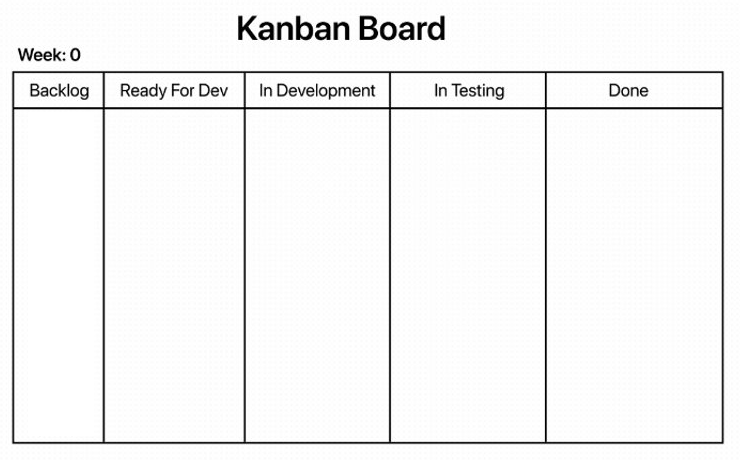 Kanban Board
Week: 0
Backlog Ready For Dev In Development In Testing Done